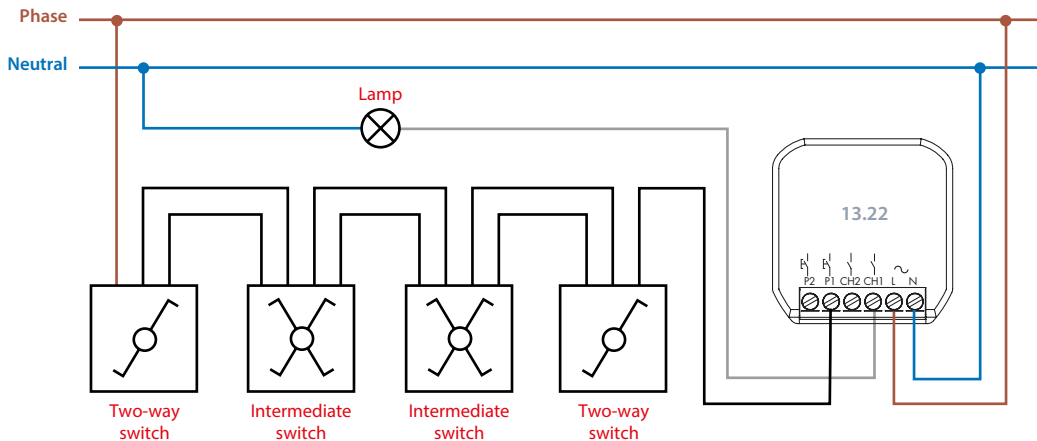 Phase
Neutral
Lamp
13.22
P2 P1 CH2 CH1 L N
Two-way
switch
Intermediate
switch
Intermediate
switch
Two-way
switch